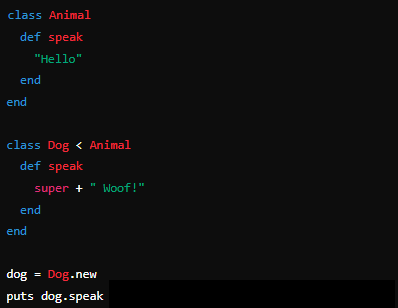 class Animal
  def speak
    "Hello"
  end
end

class Dog < Animal
  def speak
    super + " Woof!"
  end
end

dog = Dog.new
puts dog.speak